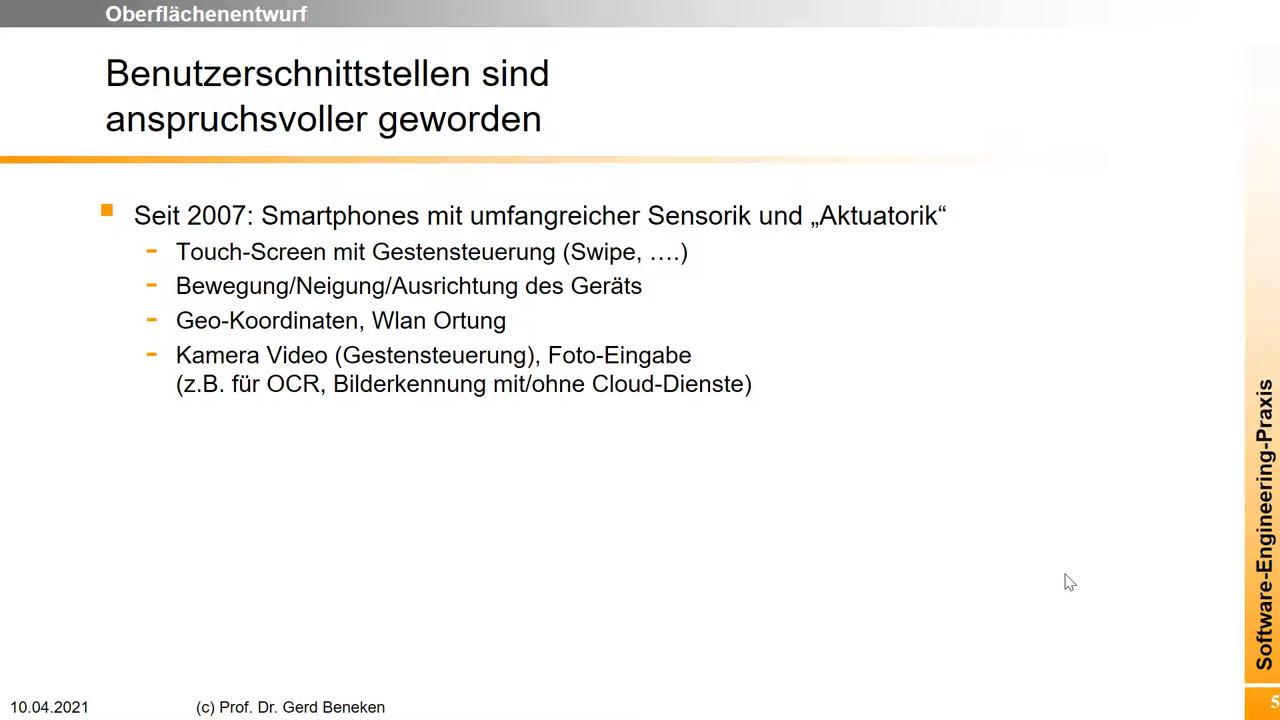 Oberflächenentwurf
Benutzerschnittstellen sind
anspruchsvoller geworden
Seit 2007: Smartphones mit umfangreicher Sensorik und „Aktuatorik“
- Touch-Screen mit Gestensteuerung (Swipe, ….)
- Bewegung/Neigung/Ausrichtung des Geräts
- Geo-Koordinaten, Wlan Ortung
- Kamera Video (Gestensteuerung), Foto-Eingabe
(z.B. für OCR, Bilderkennung mit/ohne Cloud-Dienste)
Software-Engineering-Praxis
10.04.2021
(c) Prof. Dr. Gerd Beneken
5